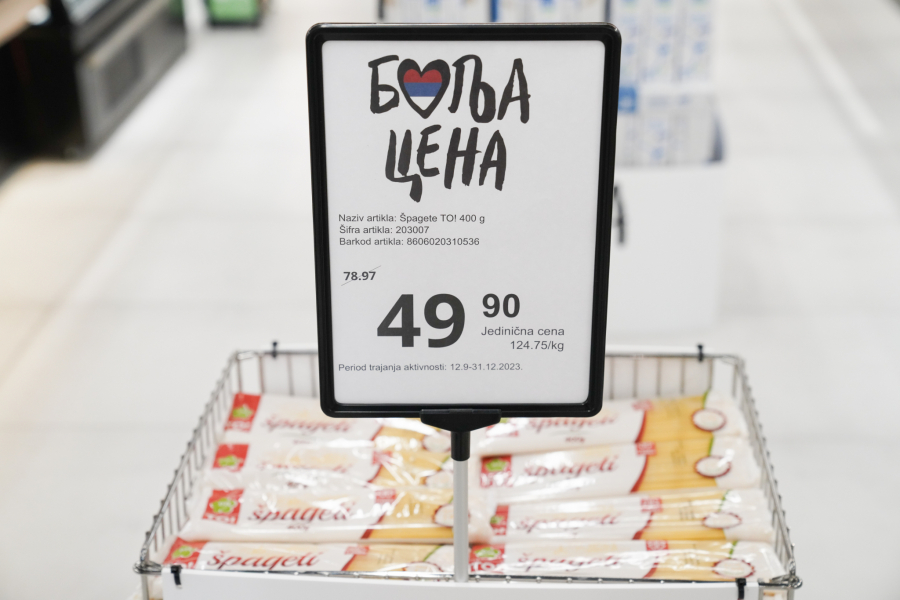 БОЉА
ЦЕНА
Naziv artikla: Špagete TO! 400 g
Šifra artikla: 203007
Barkod artikla: 8606020310536
78.97
49 90
Jedinična cena
124.75/kg
Period trajanja aktivnosti: 12.9-31.12.2023.
špageti
špageti
špageti
špageti
špageti
špageti
špageti
špageti